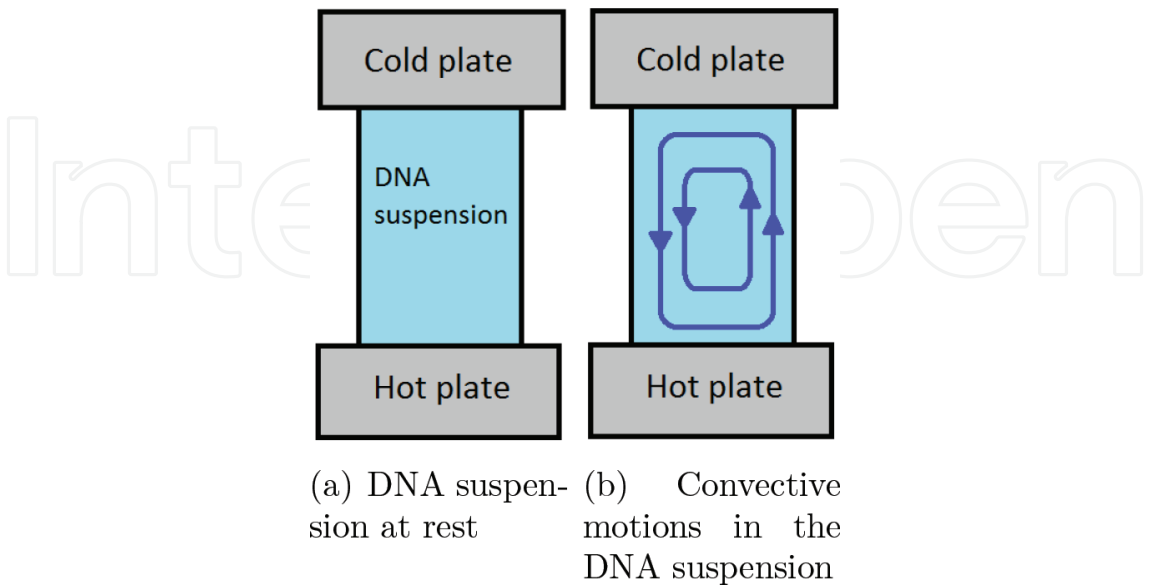 Cold plate
DNA
suspension
Hot plate
Cold plate
Hot plate
(a) DNA suspen-
sion at rest
(b) Convective
motions in the
DNA suspension